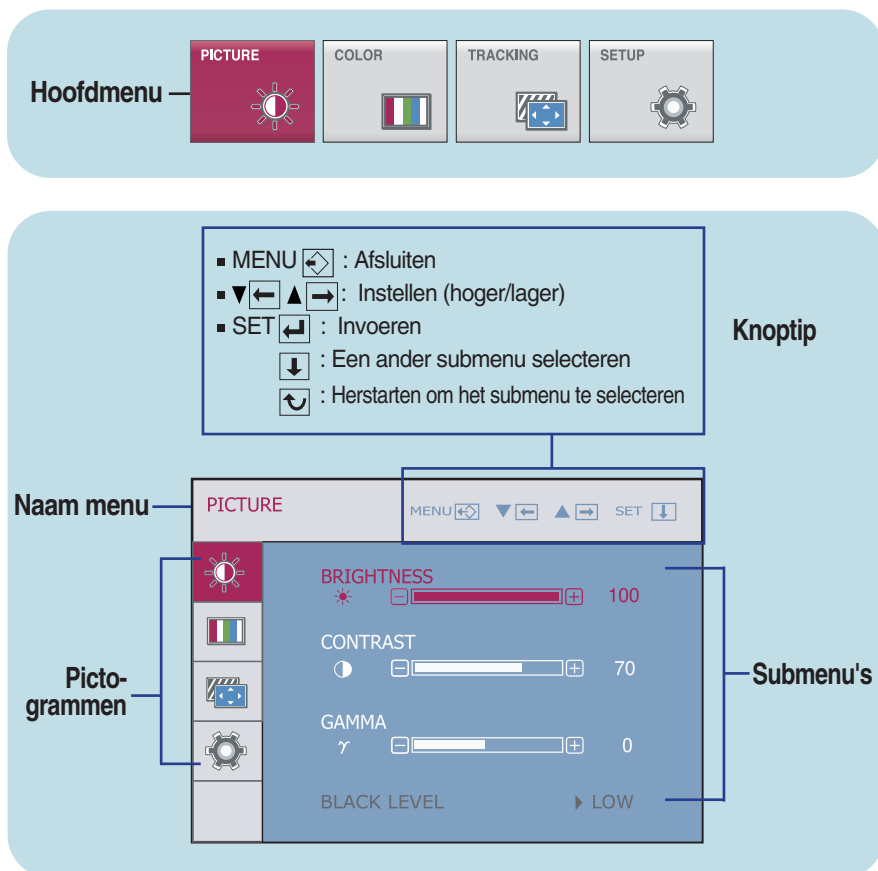 PICTURE COLOR TRACKING SETUP
Hoofdmenu
MENU : Afsluiten
▼ ← ▲ → : Instellen (hoger/lager)
SET : Invoeren
↓ : Een ander submenu selecteren
: Herstarten om het submenu te selecteren
Knoptip
Naam menu
PICTURE MENU ▼ ← ▲ → SET ↓
BRIGHTNESS
100
CONTRAST
70
GAMMA
γ 0
BLACK LEVEL LOW
Picto-
grammen
Submenu's